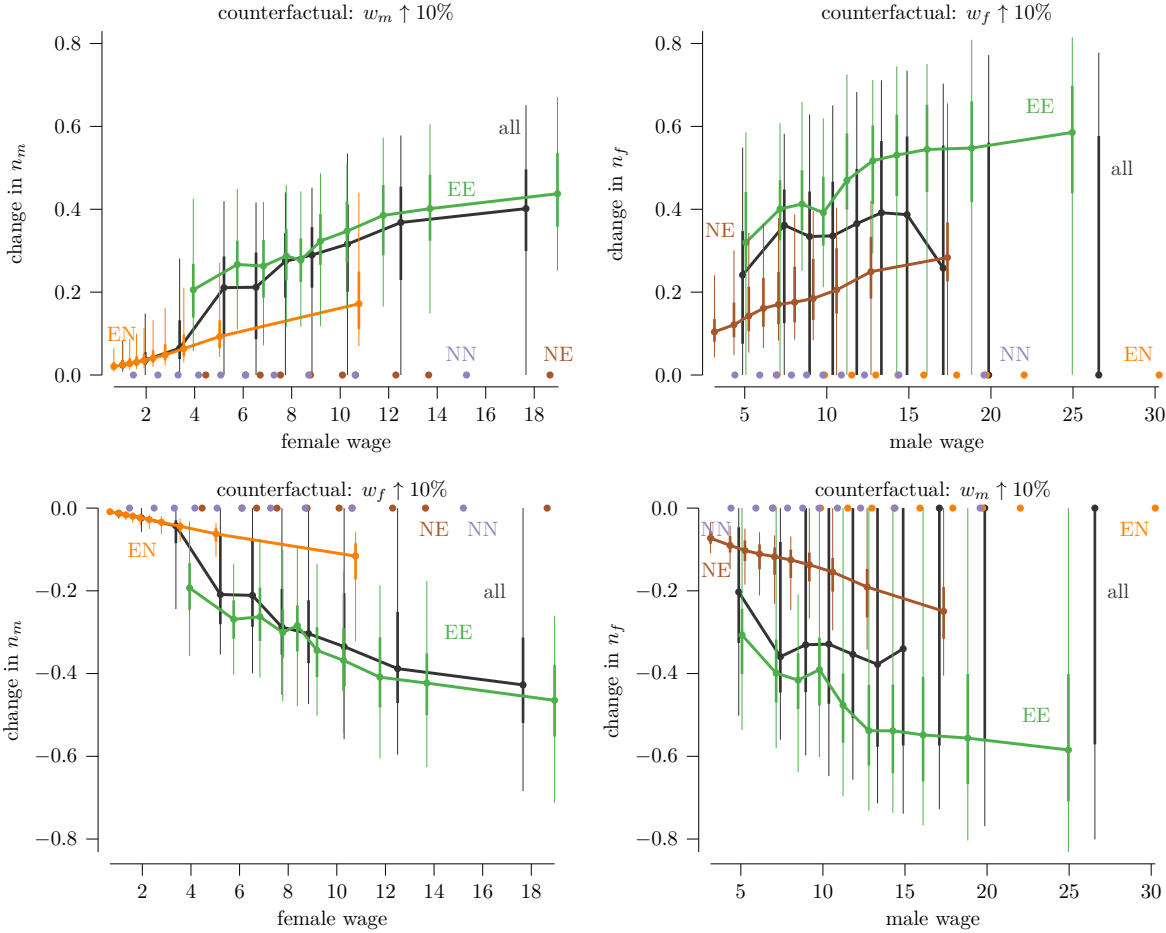 counterfactual: w_m ↑ 10%
change in n_m
0.8
0.6
0.4
0.2
0.0
all
EE
EN
NN
NE
2 4 6 8 10 12 14 16 18
female wage
counterfactual: w_f ↑ 10%
change in n_f
0.8
0.6
0.4
0.2
0.0
EE
all
NE
NN
EN
5 10 15 20 25 30
male wage
counterfactual: w_f ↑ 10%
change in n_m
0.0
−0.2
−0.4
−0.6
−0.8
NE
NN
EN
all
EE
2 4 6 8 10 12 14 16 18
female wage
counterfactual: w_m ↑ 10%
change in n_f
0.0
−0.2
−0.4
−0.6
−0.8
NN
EN
NE
all
EE
5 10 15 20 25 30
male wage